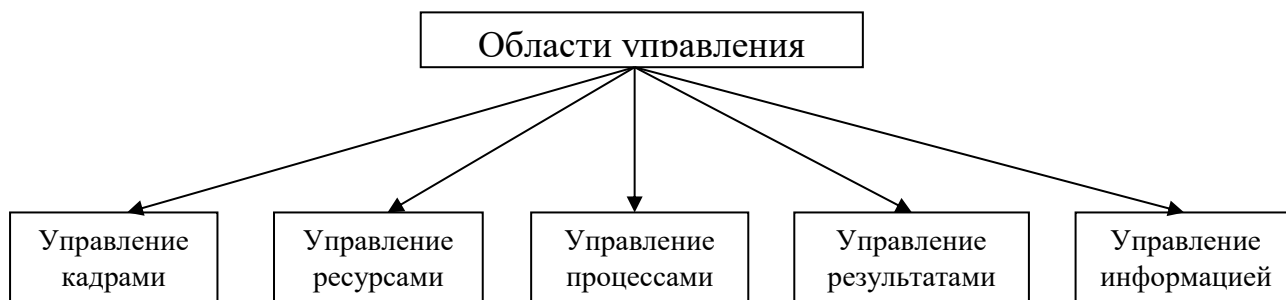 Области управления
Управление
кадрами
Управление
ресурсами
Управление
процессами
Управление
результатами
Управление
информацией